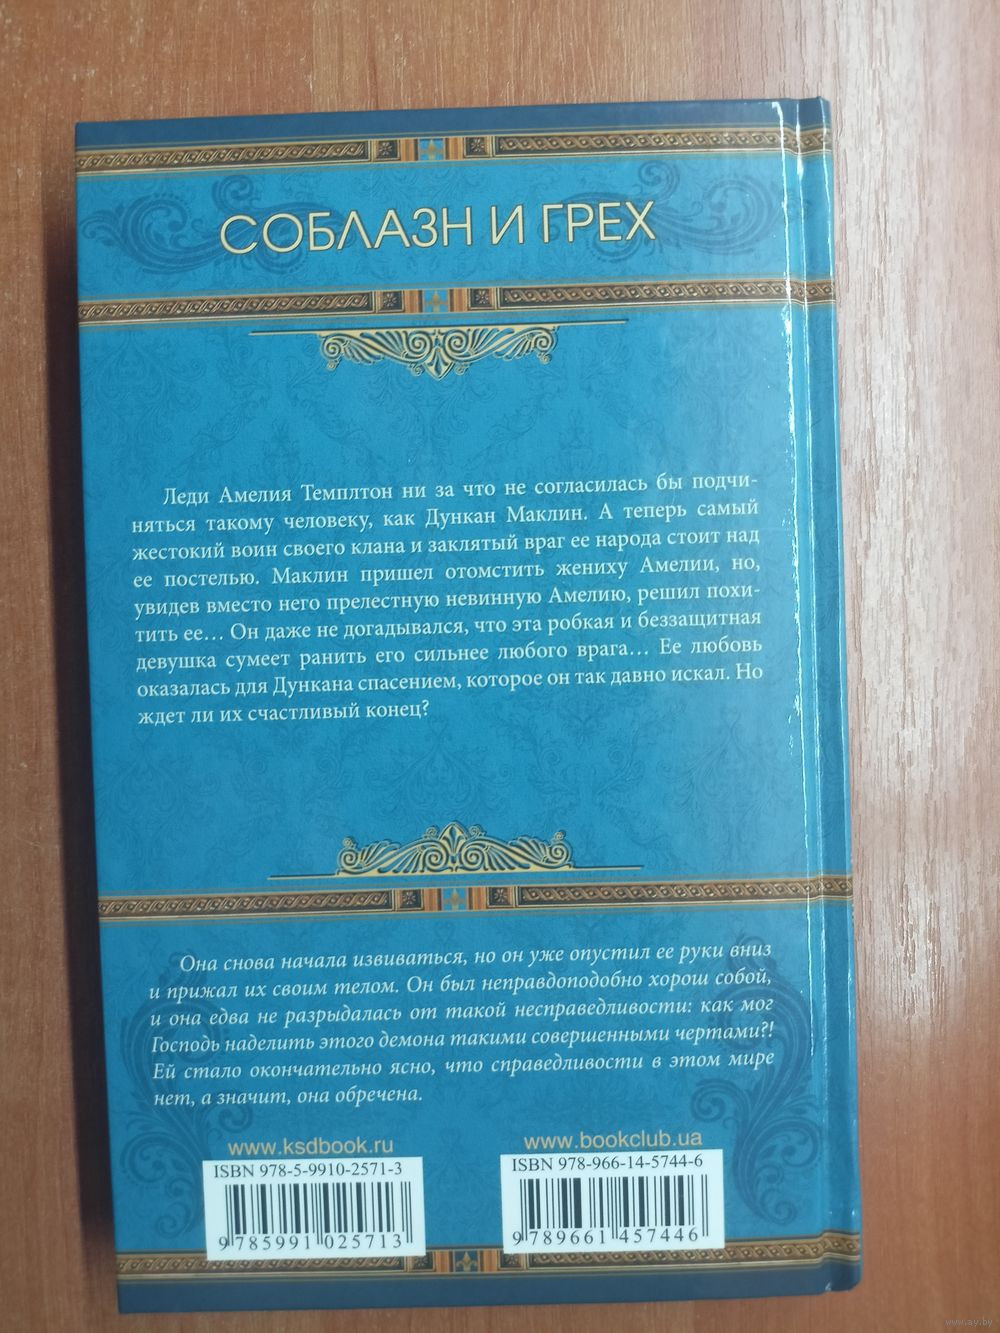 СОБЛАЗН И ГРЕХ
Леди Амелия Темплтон ни за что не согласилась бы подчи-
няться такому человеку, как Дункан Маклин. А теперь самый
жестокий воин своего клана и заклятый враг ее народа стоит над
ее постелью. Маклин пришел отомстить жениху Амелии, но,
увидев вместо него прелестную невинную Амелию, решил похи-
тить ее... Он даже не догадывался, что эта робкая и беззащитная
девушка сумеет ранить его сильнее любого врага... Ее любовь
оказалась для Дункана спасением, которое он так давно искал. Но
ждет ли их счастливый конец?
Она снова начала извиваться, но он уже опустил ее руки вниз
и прижал их своим телом. Он был неправдоподобно хорош собой,
и она едва не разрыдалась от такой несправедливости: как мог
Господь наделить этого демона такими совершенными чертами?!
Ей стало окончательно ясно, что справедливости в этом мире
нет, а значит, она обречена.
www.ksdbook.ru
ISBN 978-5-9910-2571-3
9 785991 025713
www.bookclub.ua
ISBN 978-966-14-5744-6
9 789661 457446
www.ay.by